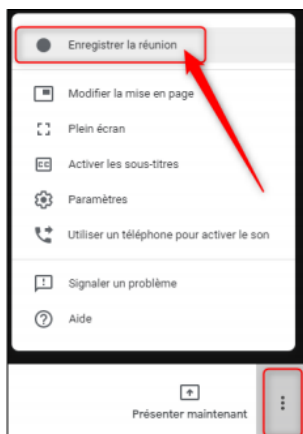 Enregistrer la réunion
Modifier la mise en page
Plein écran
Activer les sous-titres
Paramètres
Utiliser un téléphone pour activer le son
Signaler un problème
Aide
Présenter maintenant